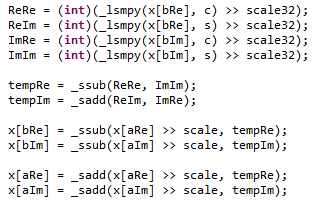 ReRe = (int)(_lsmpy(x[bRe], c) >> scale32);
ReIm = (int)(_lsmpy(x[bRe], s) >> scale32);
ImRe = (int)(_lsmpy(x[bIm], c) >> scale32);
ImIm = (int)(_lsmpy(x[bIm], s) >> scale32);
tempRe = _ssub(ReRe, ImIm);
tempIm = _sadd(ReIm, ImRe);
x[bRe] = _ssub(x[aRe] >> scale, tempRe);
x[bIm] = _ssub(x[aIm] >> scale, tempIm);
x[aRe] = _sadd(x[aRe] >> scale, tempRe);
x[aIm] = _sadd(x[aIm] >> scale, tempIm);